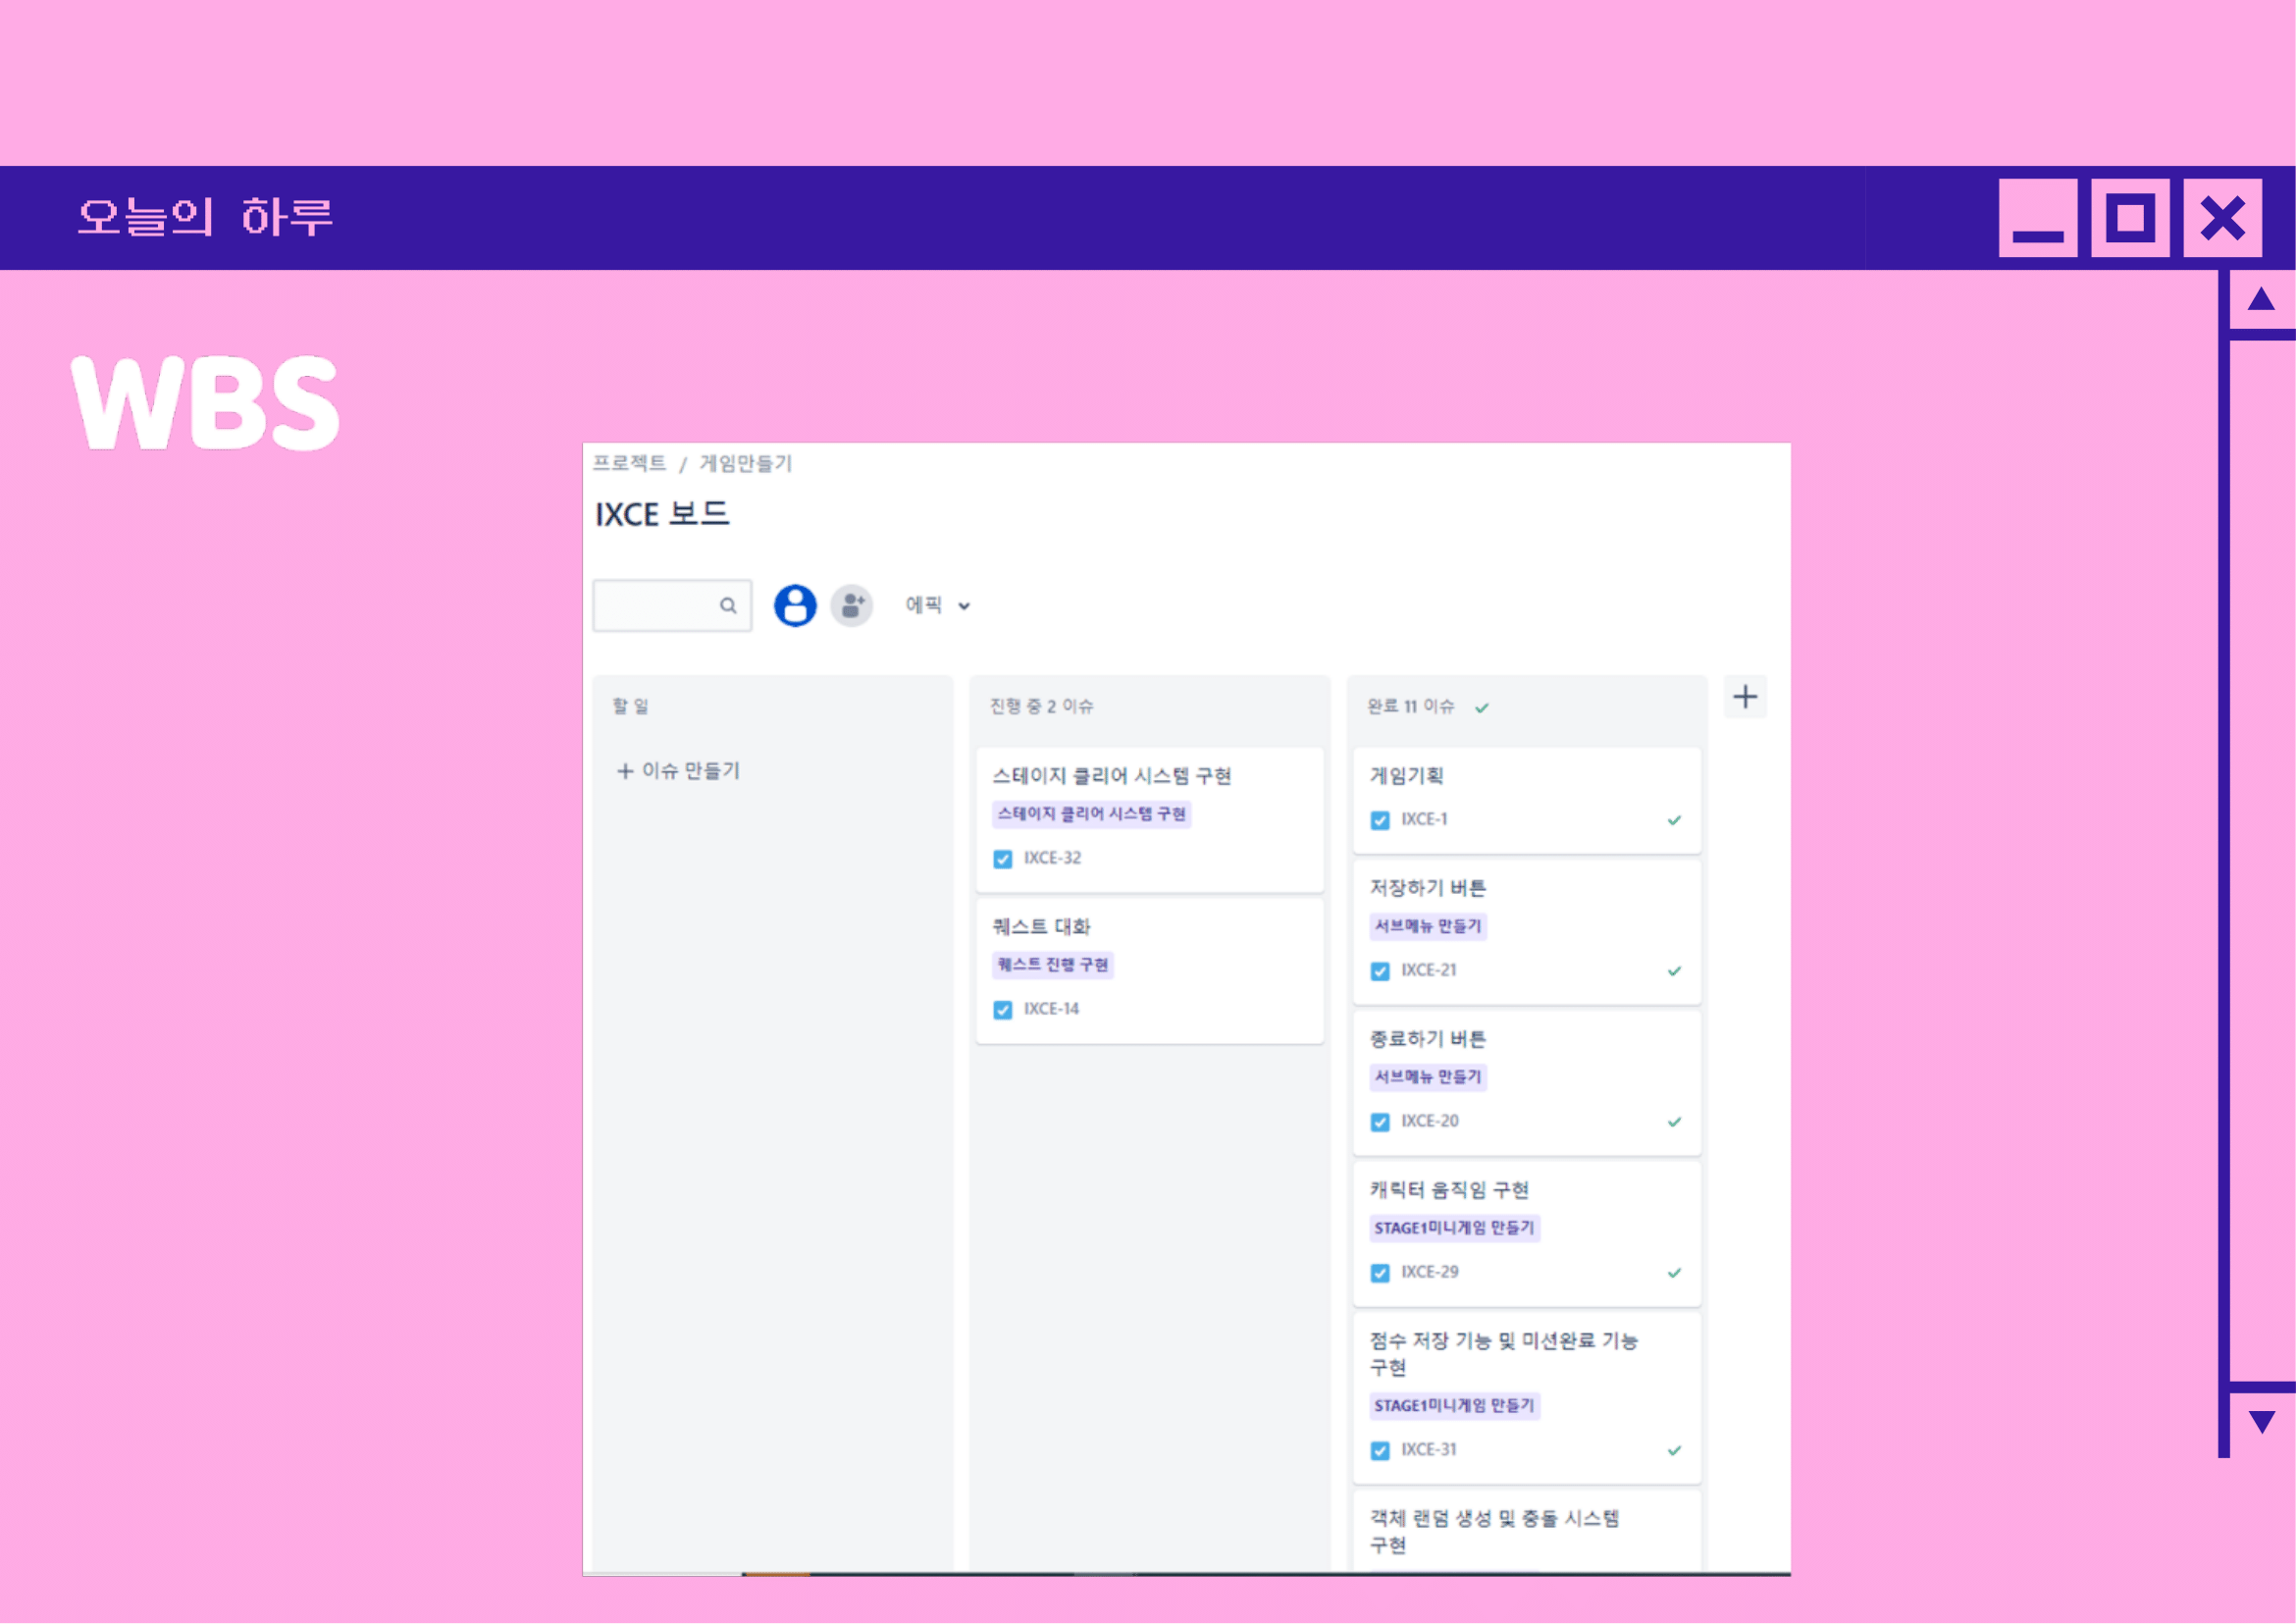 오늘의 하루
WBS
프로젝트 / 게임만들기
IXCE 보드
에픽
할 일
+ 이슈 만들기
진행 중 2 이슈
스테이지 클리어 시스템 구현
스테이지 클리어 시스템 구현
IXCE-32
퀘스트 대화
퀘스트 진행 구현
IXCE-14
완료 11 이슈
게임기획
IXCE-1
저장하기 버튼
서브메뉴 만들기
IXCE-21
종료하기 버튼
서브메뉴 만들기
IXCE-20
캐릭터 움직임 구현
STAGE1미니게임 만들기
IXCE-29
점수 저장 기능 및 미션완료 기능
구현
STAGE1미니게임 만들기
IXCE-31
객체 랜덤 생성 및 충돌 시스템
구현